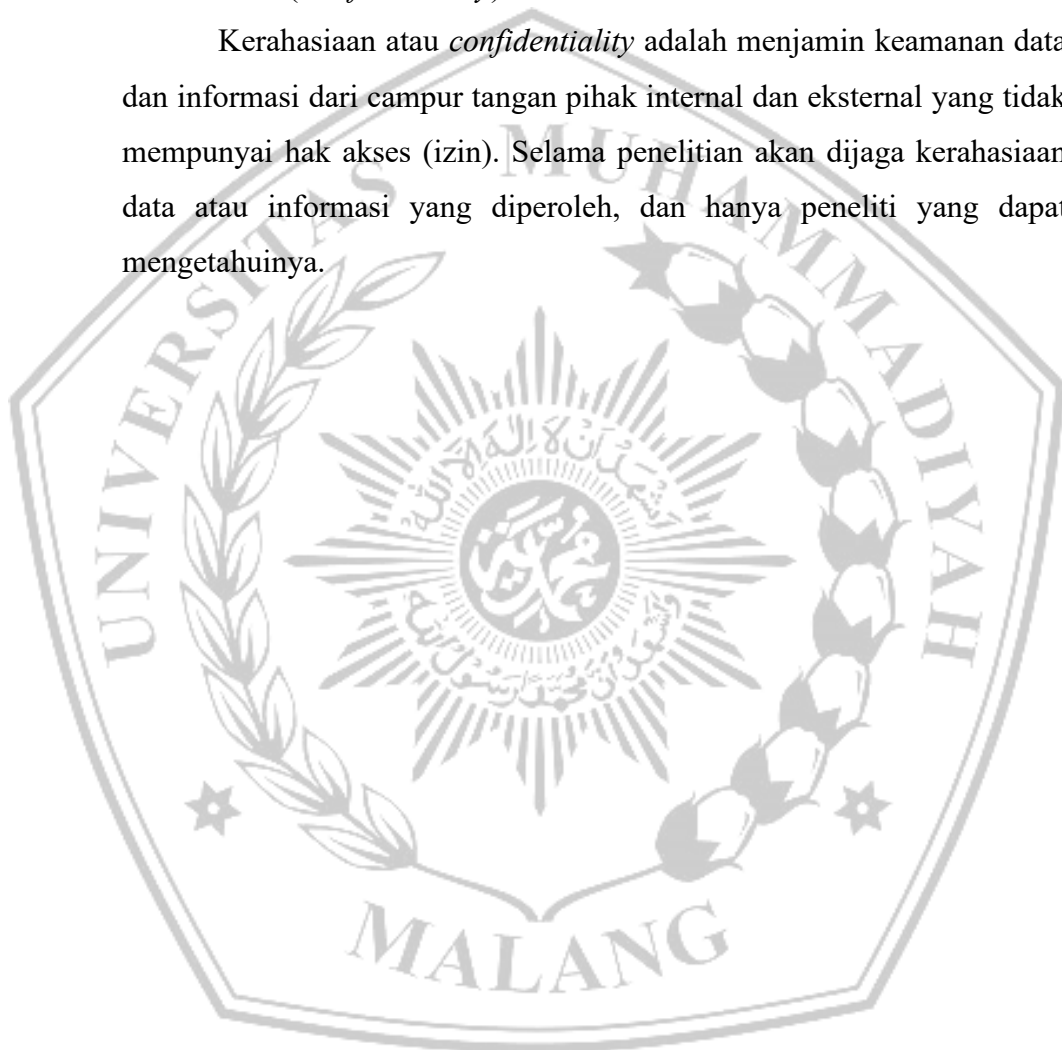 Kerahasiaan atau confidentiality adalah menjamin keamanan data
dan informasi dari campur tangan pihak internal dan eksternal yang tidak
mempunyai hak akses (izin). Selama penelitian akan dijaga kerahasiaan
data atau informasi yang diperoleh, dan hanya peneliti yang dapat
mengetahuinya.
UNIVERSITAS MUHAMMADIYAH
MALANG